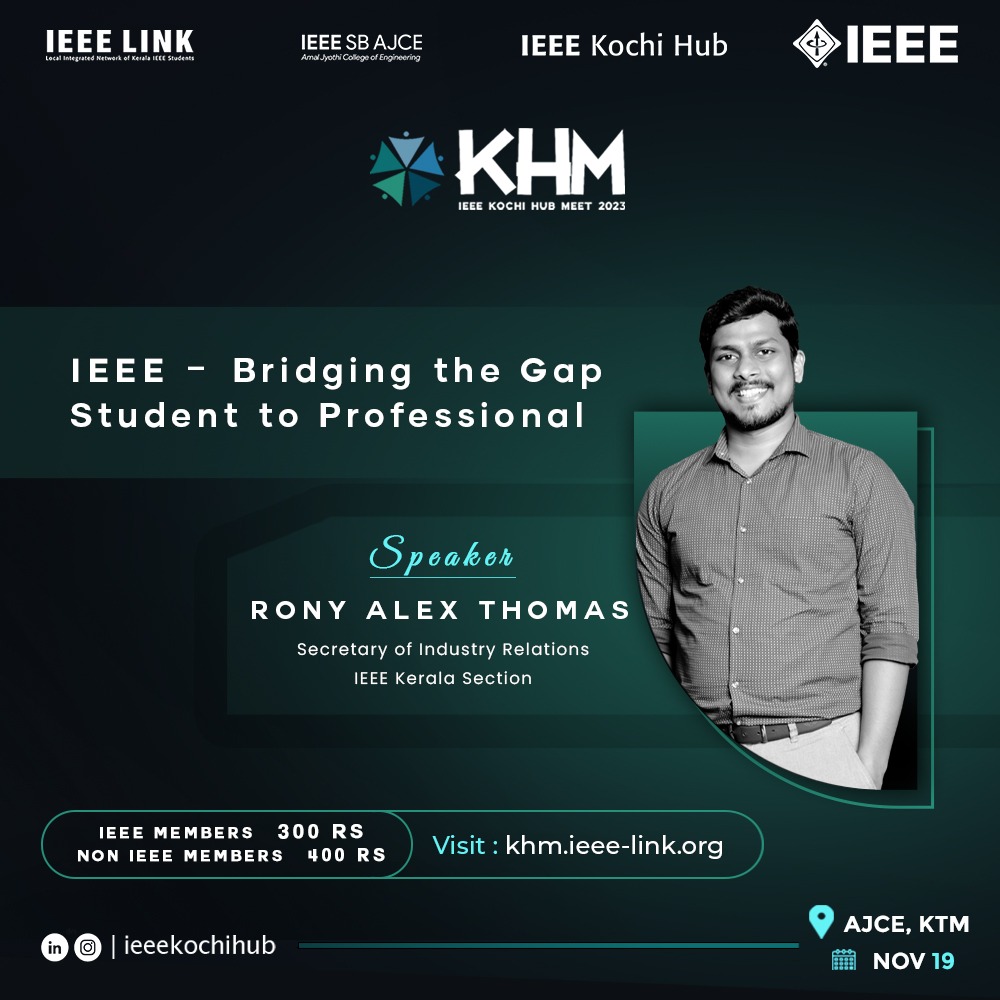 IEEE LINK
Local Integrated Network of Kerala IEEE Students
IEEE SB AJCE
Amal Jyothi College of Engineering
IEEE Kochi Hub
IEEE
KHM
IEEE KOCHI HUB MEET 2023
IEEE - Bridging the Gap
Student to Professional
Speaker
RONY ALEX THOMAS
Secretary of Industry Relations
IEEE Kerala Section
IEEE MEMBERS 300 RS
NON IEEE MEMBERS 400 RS
Visit : khm.ieee-link.org
in | ieeekochihub
AJCE, KTM
NOV 19